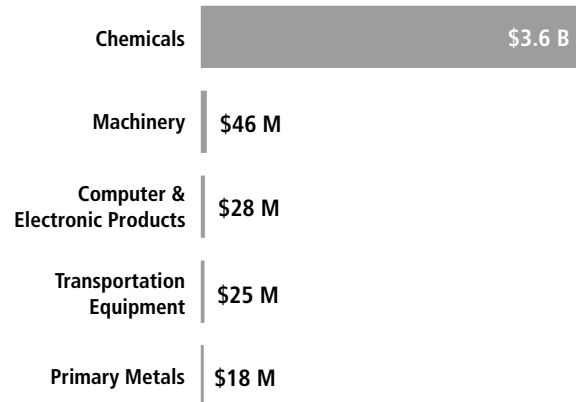 Chemicals
$3.6 B
Machinery
$46 M
Computer &
Electronic Products
$28 M
Transportation
Equipment
$25 M
Primary Metals
$18 M